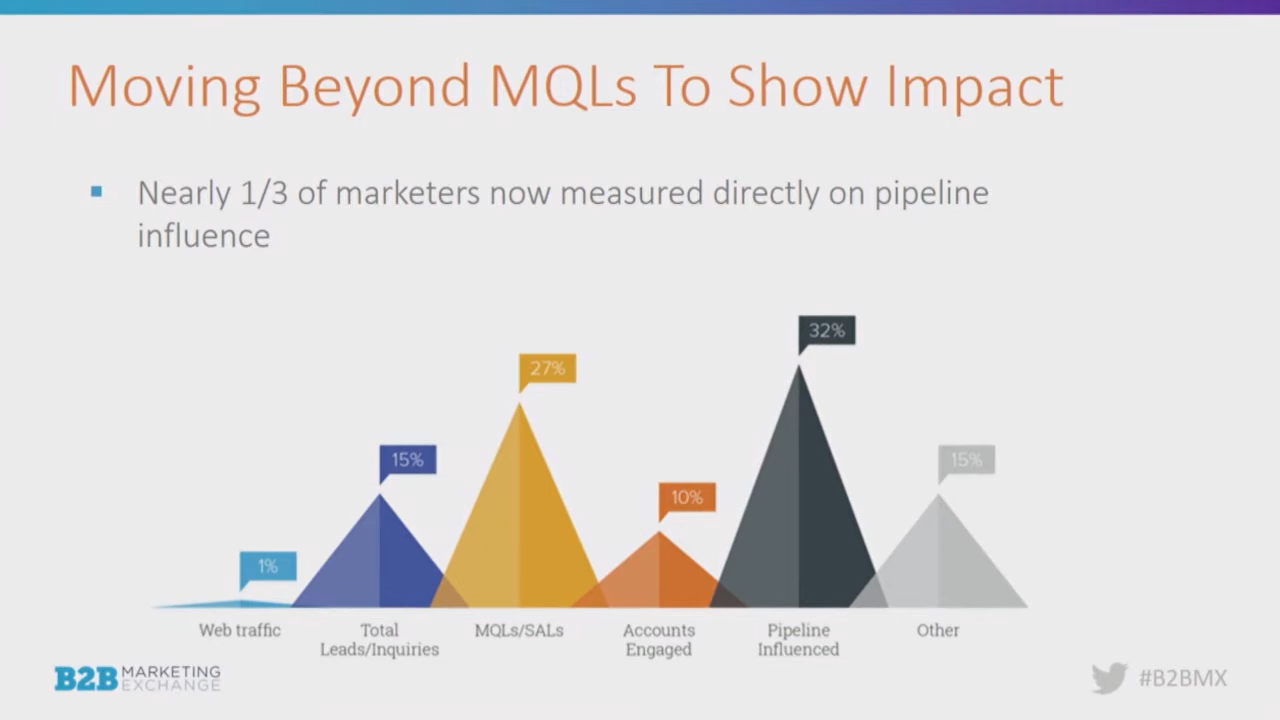 Moving Beyond MQLs To Show Impact
Nearly 1/3 of marketers now measured directly on pipeline
influence
32%
27%
15%
15%
10%
1%
Web traffic
Total
Leads/Inquiries
MQLs/SALs
Accounts
Engaged
Pipeline
Influenced
Other
B2B MARKETING
EXCHANGE
#B2BMX